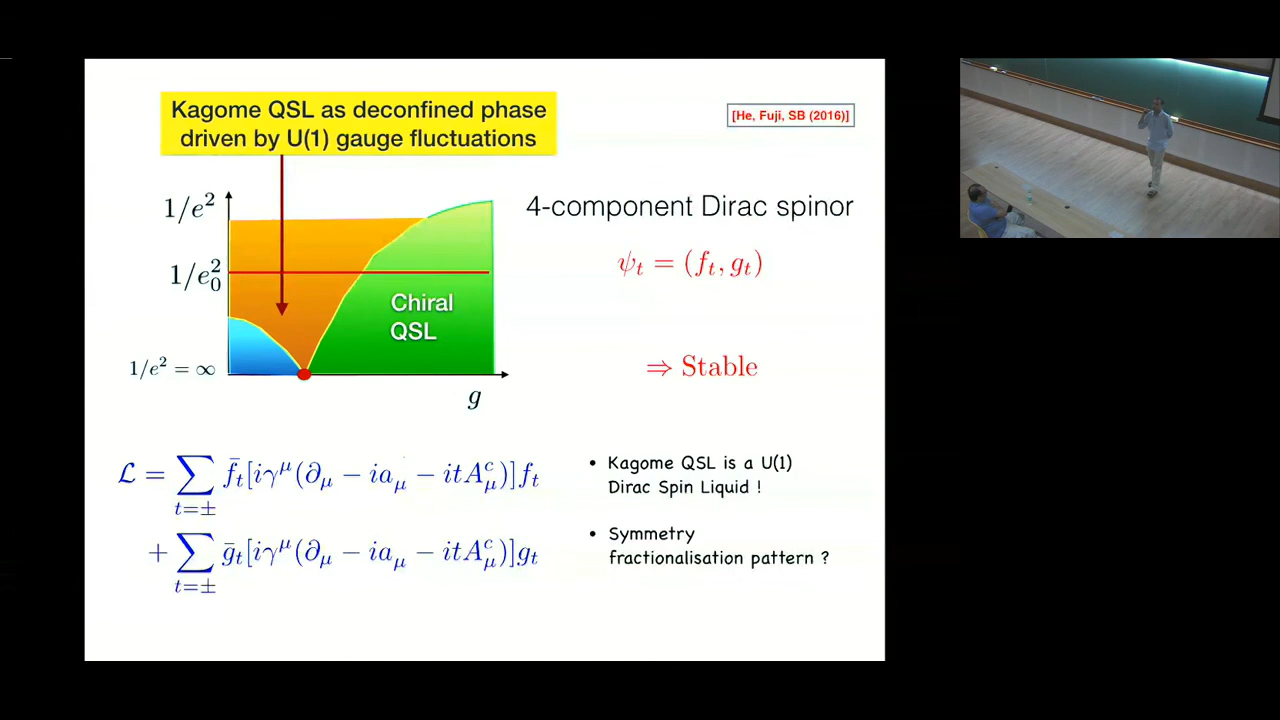 Kagome QSL as deconfined phase
driven by U(1) gauge fluctuations
[He, Fuji, SB (2016)]
1/e²
1/e₀²
1/e² = ∞
g
Chiral
QSL
4-component Dirac spinor
ψ_t = (f_t, g_t)
⇒ Stable
ℒ = ∑_{t=±} f̄_t[iγ^μ(∂_μ − ia_μ − itA^c_μ)]f_t
+ ∑_{t=±} ḡ_t[iγ^μ(∂_μ − ia_μ − itA^c_μ)]g_t
• Kagome QSL is a U(1)
Dirac Spin Liquid !
• Symmetry
fractionalisation pattern ?